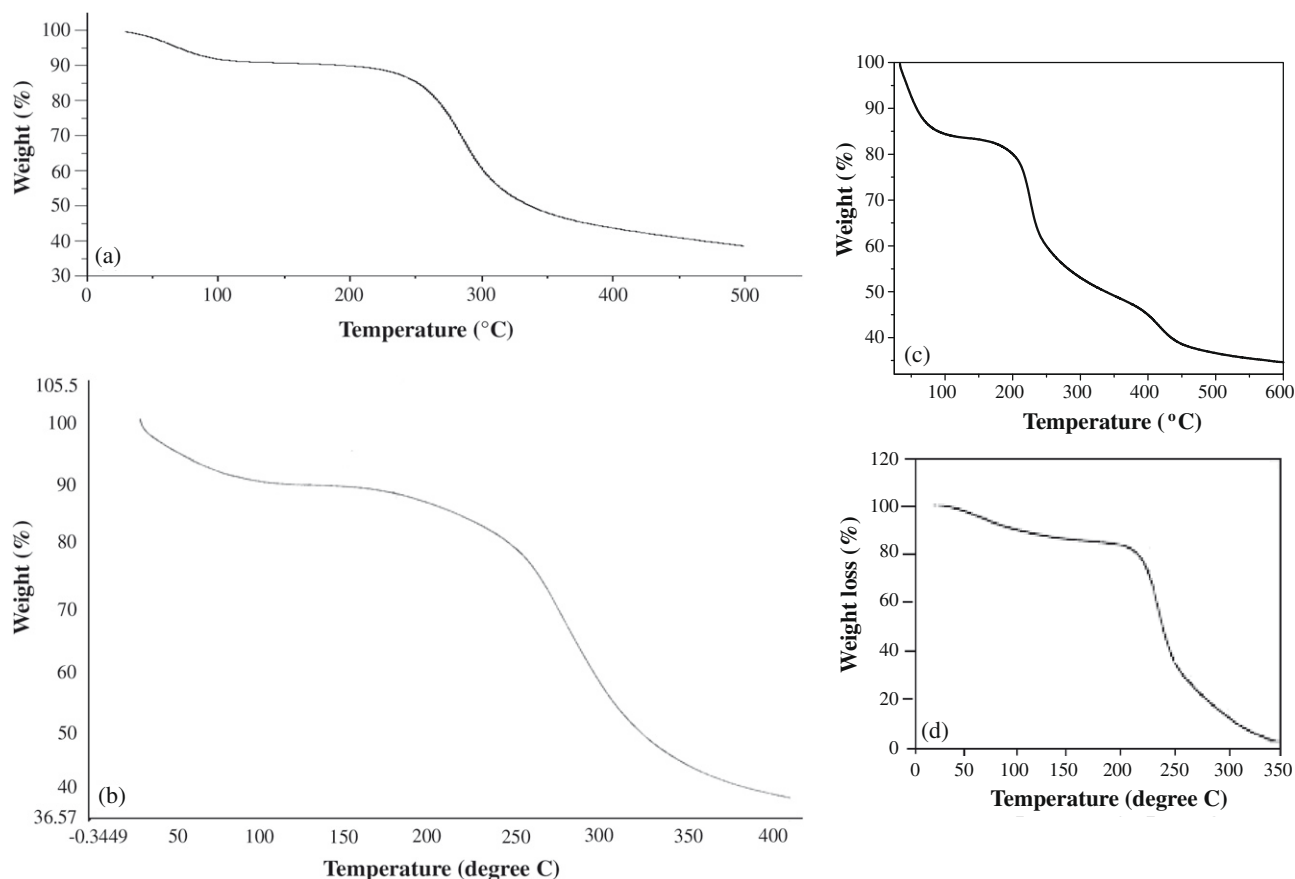 100
90
80
70
60
50
40
30
Weight (%)
(a)
0 100 200 300 400 500
Temperature (°C)
105.5
100
90
80
70
60
50
40
36.57
Weight (%)
(b)
-0.3449 50 100 150 200 250 300 350 400
Temperature (degree C)
100
90
80
70
60
50
40
Weight (%)
(c)
100 200 300 400 500 600
Temperature (°C)
120
100
80
60
40
20
0
Weight loss (%)
(d)
0 50 100 150 200 250 300 350
Temperature (degree C)